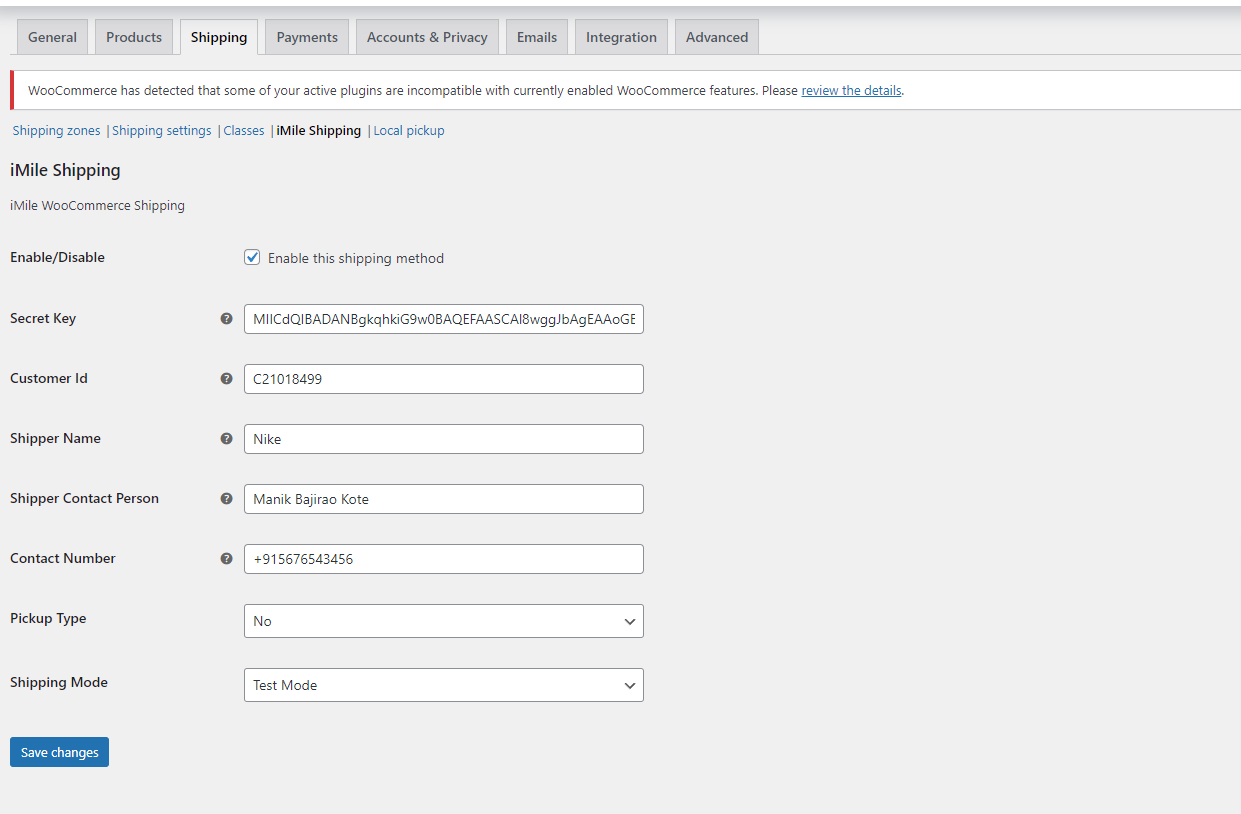 General Products Shipping Payments Accounts & Privacy Emails Integration Advanced
WooCommerce has detected that some of your active plugins are incompatible with currently enabled WooCommerce features. Please review the details.
Shipping zones | Shipping settings | Classes | iMile Shipping | Local pickup
iMile Shipping
iMile WooCommerce Shipping
Enable/Disable Enable this shipping method
Secret Key MIICdQIBADANBgkqhkiG9w0BAQEFAASCAl8wggJbAgEAAoGE
Customer Id C21018499
Shipper Name Nike
Shipper Contact Person Manik Bajirao Kote
Contact Number +915676543456
Pickup Type No
Shipping Mode Test Mode
Save changes